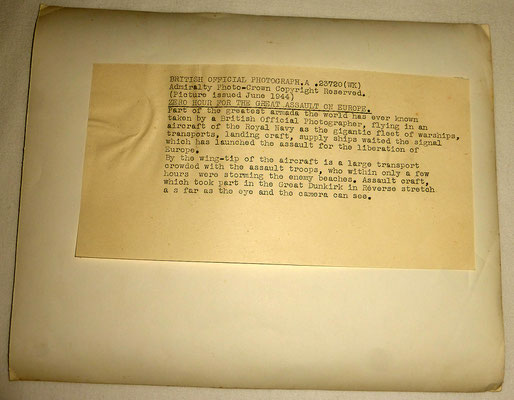 BRITISH OFFICIAL PHOTOGRAPH.A .23720(WK)
Admiralty Photo-Crown Copyright Reserved.
(Picture issued June 1944)
ZERO HOUR FOR THE GREAT ASSAULT ON EUROPE.
Part of the greatest armada the world has ever known
taken by a British Official Photographer, flying in an
aircraft of the Royal Navy as the gigantic fleet of warships,
transports, landing craft, supply ships waited the signal
which has launched the assault for the liberation of
Europe.
By the wing-tip of the aircraft is a large transport
crowded with the assault troops, who within only a few
hours were storming the enemy beaches. Assault craft,
which took part in the Great Dunkirk in Reverse stretch
a s far as the eye and the camera can see.